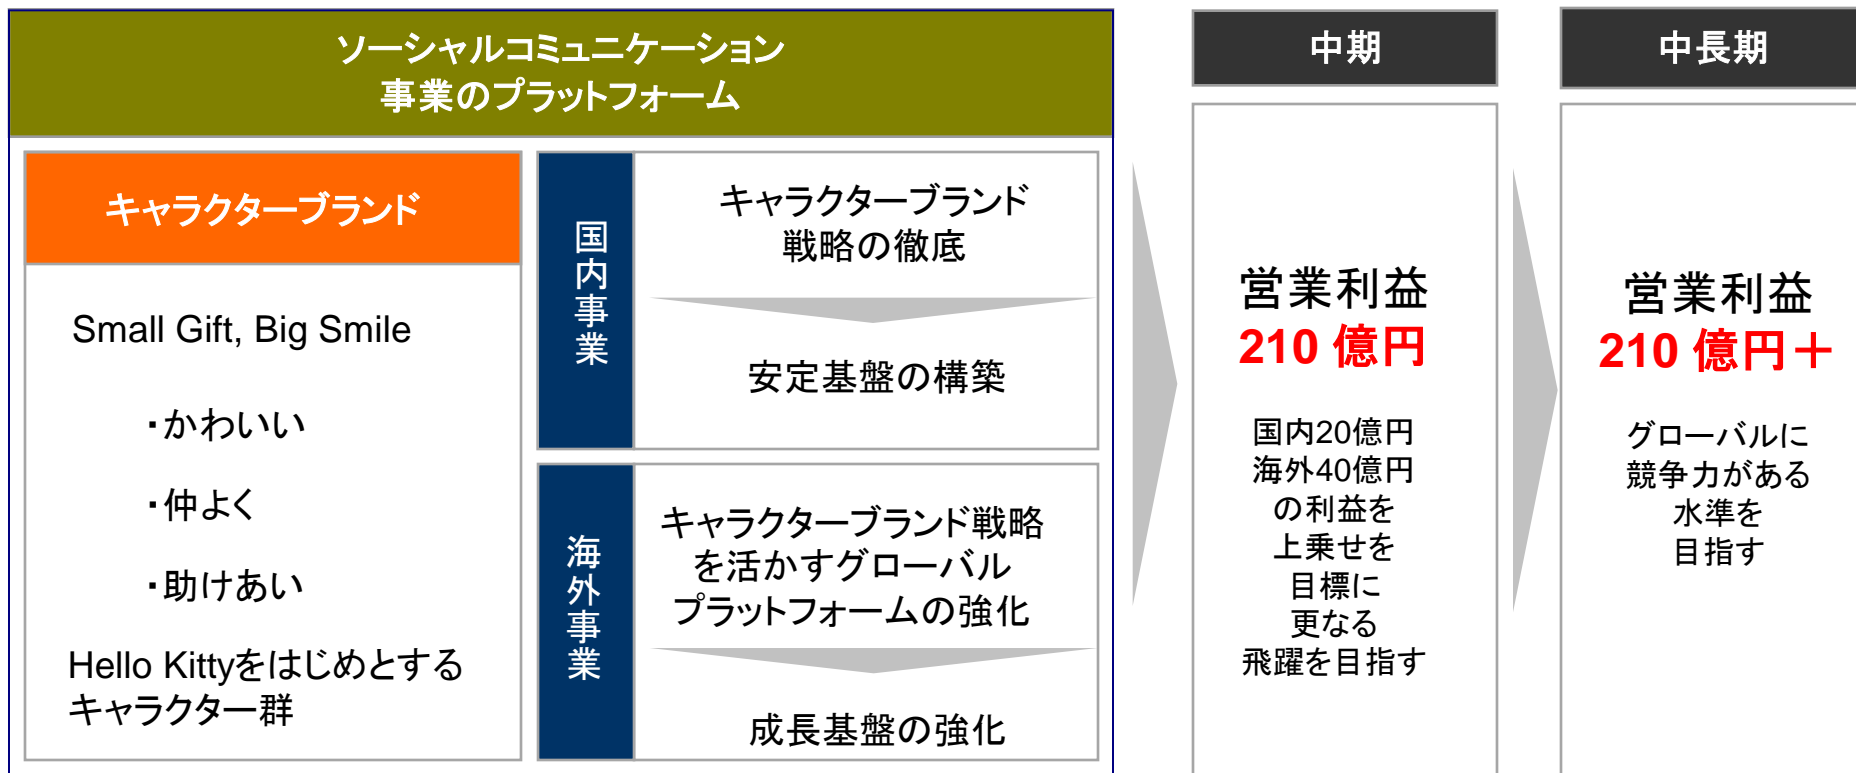 ソーシャルコミュニケーション
事業のプラットフォーム
キャラクターブランド
Small Gift, Big Smile
・かわいい
・仲よく
・助けあい
Hello Kittyをはじめとする
キャラクター群
国内事業
キャラクターブランド
戦略の徹底
安定基盤の構築
海外事業
キャラクターブランド戦略
を活かすグローバル
プラットフォームの強化
成長基盤の強化
中期
営業利益
210 億円
国内20億円
海外40億円
の利益を
上乗せを
目標に
更なる
飛躍を目指す
中長期
営業利益
210 億円＋
グローバルに
競争力がある
水準を
目指す